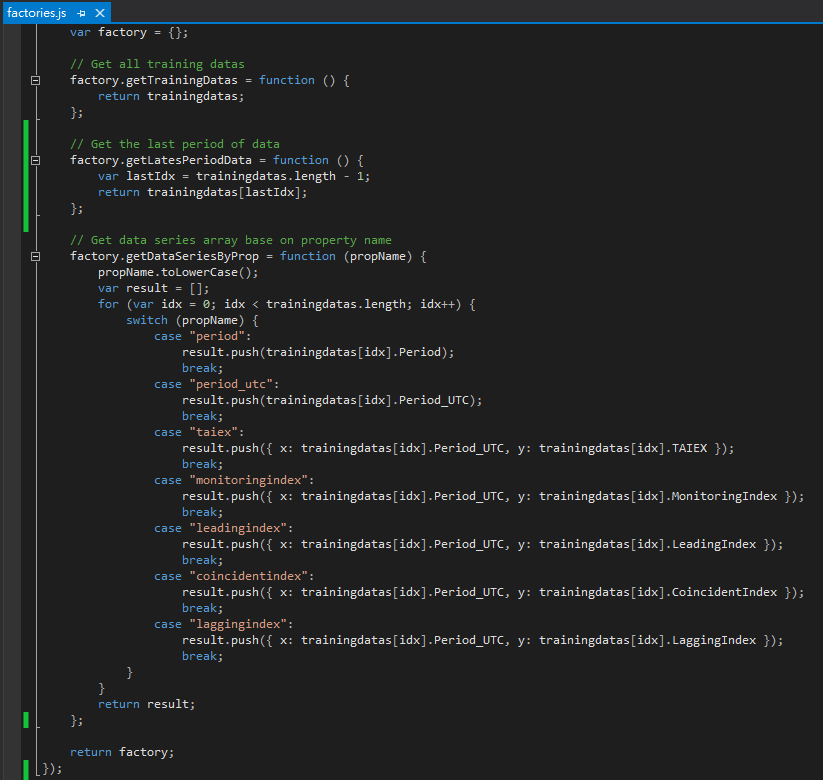 factories.js
var factory = {};
// Get all training datas
factory.getTrainingDatas = function () {
return trainingdatas;
};
// Get the last period of data
factory.getLatesPeriodData = function () {
var lastIdx = trainingdatas.length - 1;
return trainingdatas[lastIdx];
};
// Get data series array base on property name
factory.getDataSeriesByProp = function (propName) {
propName.toLowerCase();
var result = [];
for (var idx = 0; idx < trainingdatas.length; idx++) {
switch (propName) {
case "period":
result.push(trainingdatas[idx].Period);
break;
case "period_utc":
result.push(trainingdatas[idx].Period_UTC);
break;
case "taiex":
result.push({ x: trainingdatas[idx].Period_UTC, y: trainingdatas[idx].TAIEX });
break;
case "monitoringindex":
result.push({ x: trainingdatas[idx].Period_UTC, y: trainingdatas[idx].MonitoringIndex });
break;
case "leadingindex":
result.push({ x: trainingdatas[idx].Period_UTC, y: trainingdatas[idx].LeadingIndex });
break;
case "coincidentindex":
result.push({ x: trainingdatas[idx].Period_UTC, y: trainingdatas[idx].CoincidentIndex });
break;
case "laggingindex":
result.push({ x: trainingdatas[idx].Period_UTC, y: trainingdatas[idx].LaggingIndex });
break;
}
}
return result;
};
return factory;
});